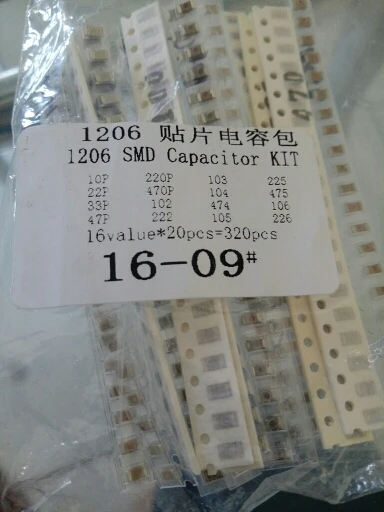 1206 贴片电容包
1206 SMD Capacitor KIT
10P 220P 103 225
22P 470P 104 475
33P 102 474 106
47P 222 105 226
16value*20pcs=320pcs
16-09#
470